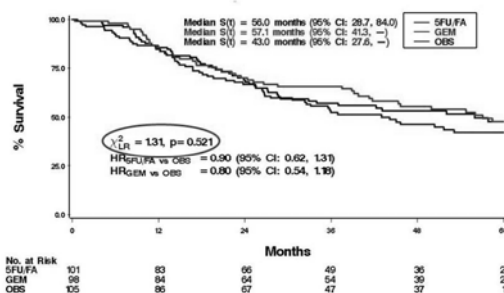 Median S(t) = 56.0 months (95% CI: 28.7, 84.0)
Median S(t) = 57.1 months (95% CI: 41.3, —)
Median S(t) = 43.0 months (95% CI: 27.6, —)
5FU/FA
GEM
OBS
% Survival
100.0
75.0
50.0
25.0
0.0
χ²LR = 1.31, p=0.521
HR5FU/FA vs OBS = 0.90 (95% CI: 0.62, 1.31)
HRGEM vs OBS = 0.80 (95% CI: 0.54, 1.18)
0 12 24 36 48 60
Months
No. at Risk
5FU/FA 101 83 66 49 36
GEM 98 84 64 54 39
OBS 105 86 67 47 37